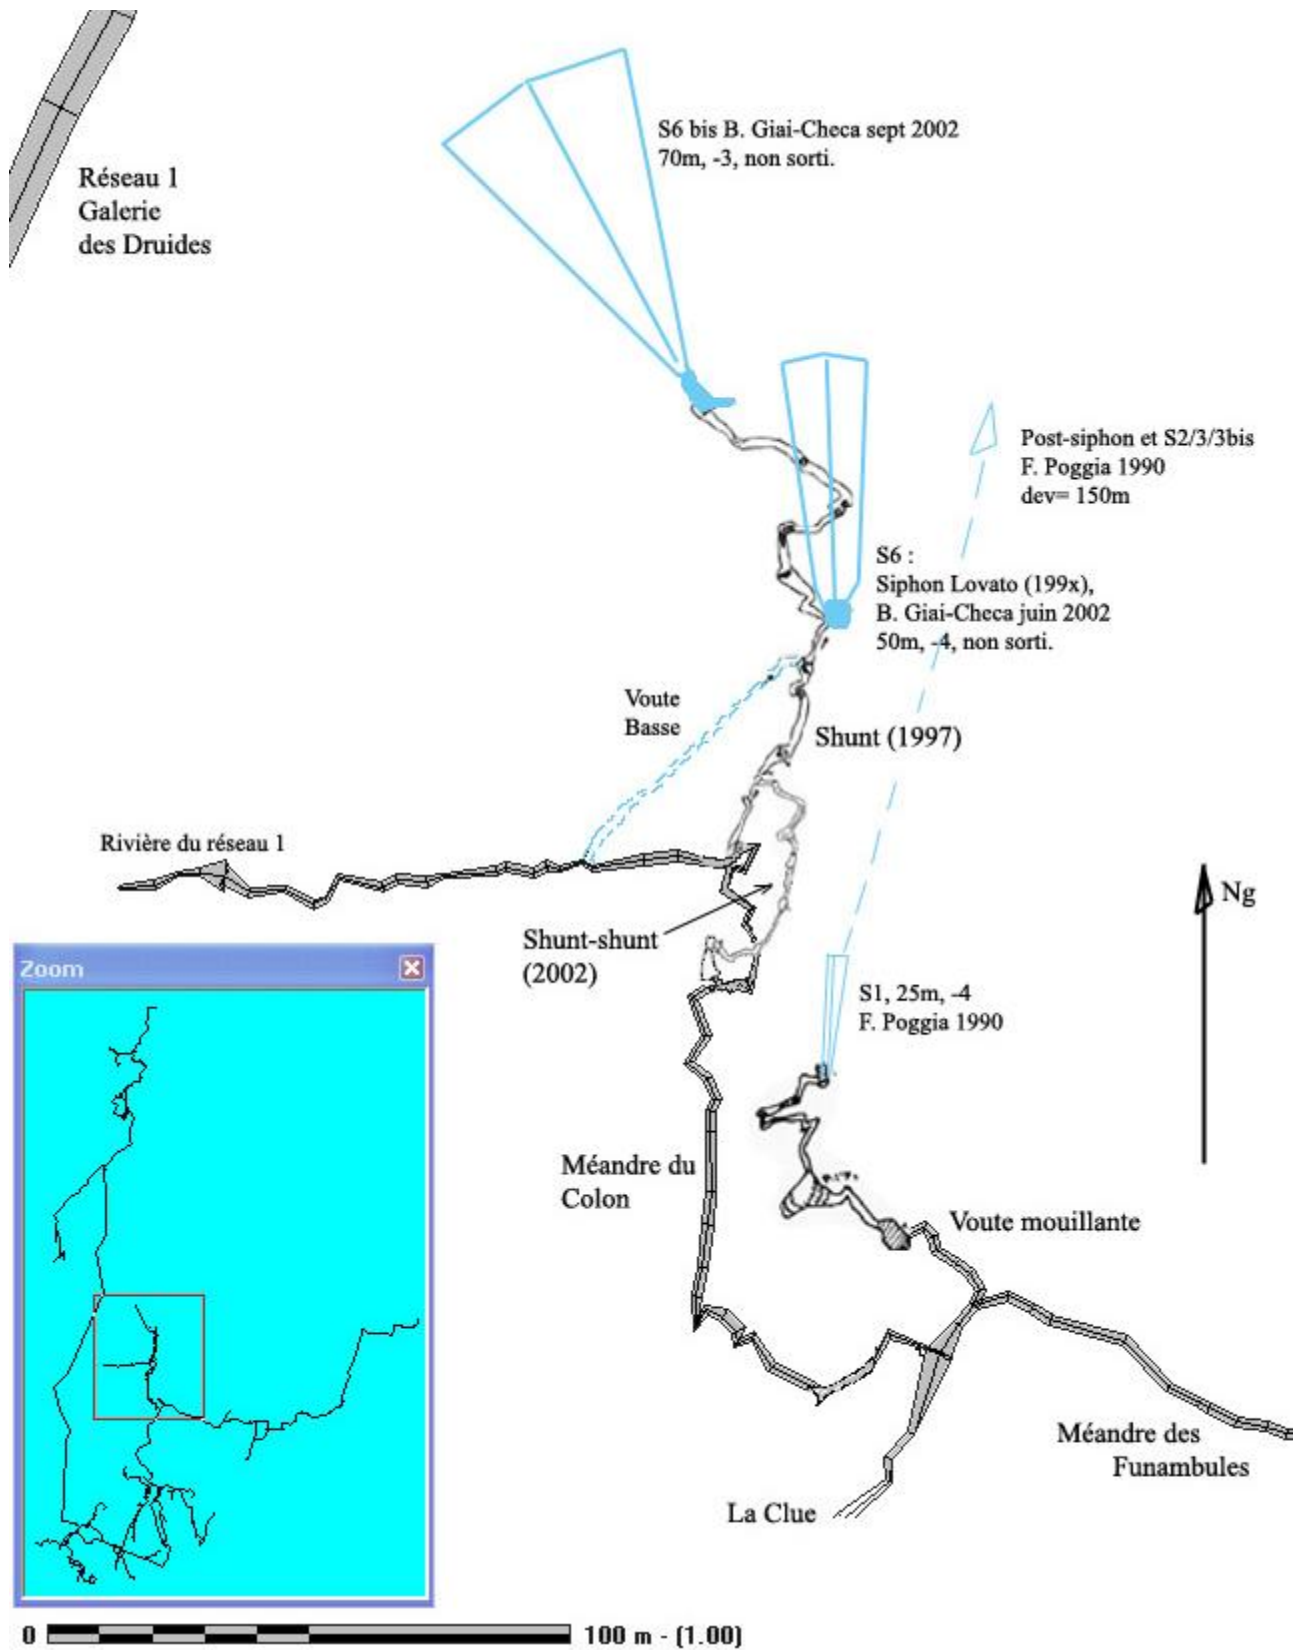 S6 bis B. Giai-Checa sept 2002
70m, -3, non sorti.
Réseau 1
Galerie
des Druides
Post-siphon et S2/3/3bis
F. Poggia 1990
dev= 150m
S6 :
Siphon Lovato (199x),
B. Giai-Checa juin 2002
50m, -4, non sorti.
Voute
Basse
Shunt (1997)
Rivière du réseau 1
Ng
Shunt-shunt
(2002)
Zoom
S1, 25m, -4
F. Poggia 1990
Méandre du
Colon
Voute mouillante
Méandre des
Funambules
La Clue
0
100 m - (1.00)